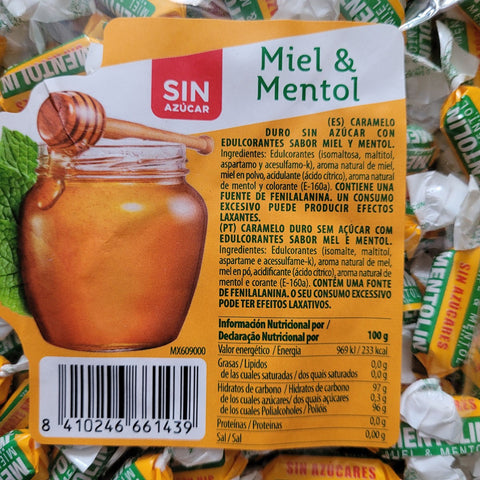 SIN
AZÚCAR
Miel &
Mentol
(ES) CARAMELO
DURO SIN AZÚCAR CON
EDULCORANTES SABOR MIEL Y MENTOL.
Ingredientes: Edulcorantes (isomaltosa, maltitol,
aspartamo y acesulfamo-k), aroma natural de miel,
miel en polvo, acidulante (ácido cítrico), aroma natural
de mentol y colorante (E-160a). CONTIENE UNA
FUENTE DE FENILALANINA. UN CONSUMO
EXCESIVO PUEDE PRODUCIR EFECTOS
LAXANTES.
(PT) CARAMELO DURO SEM AÇÚCAR COM
EDULCORANTES SABOR MEL E MENTOL.
Ingredientes: Edulcorantes (isomalte, maltitol,
aspartame e acessulfame-k), aroma natural de mel,
mel em pó, acidificante (ácido cítrico), aroma natural de
mentol e corante (E-160a). CONTÉM UMA FONTE
DE FENILALANINA. O SEU CONSUMO EXCESSIVO
PODE TER EFEITOS LAXATIVOS.
Información Nutricional por /
Declaração Nutricional por 100 g
Valor energético / Energia 969 kJ / 233 kcal
Grasas / Lípidos 0,0 g
de las cuales saturadas / dos quais saturados 0,0 g
Hidratos de carbono / Hidratos de carbono 97 g
de los cuales azúcares / dos quais açúcares 0,3 g
de los cuales Polialcoholes / Polióis 96 g
Proteínas / Proteínas 0,0 g
Sal / Sal 0,00 g
MX609000
8 410246 661439
MENTOLIN
SIN AZÚCARES
MIEL & MENTOL